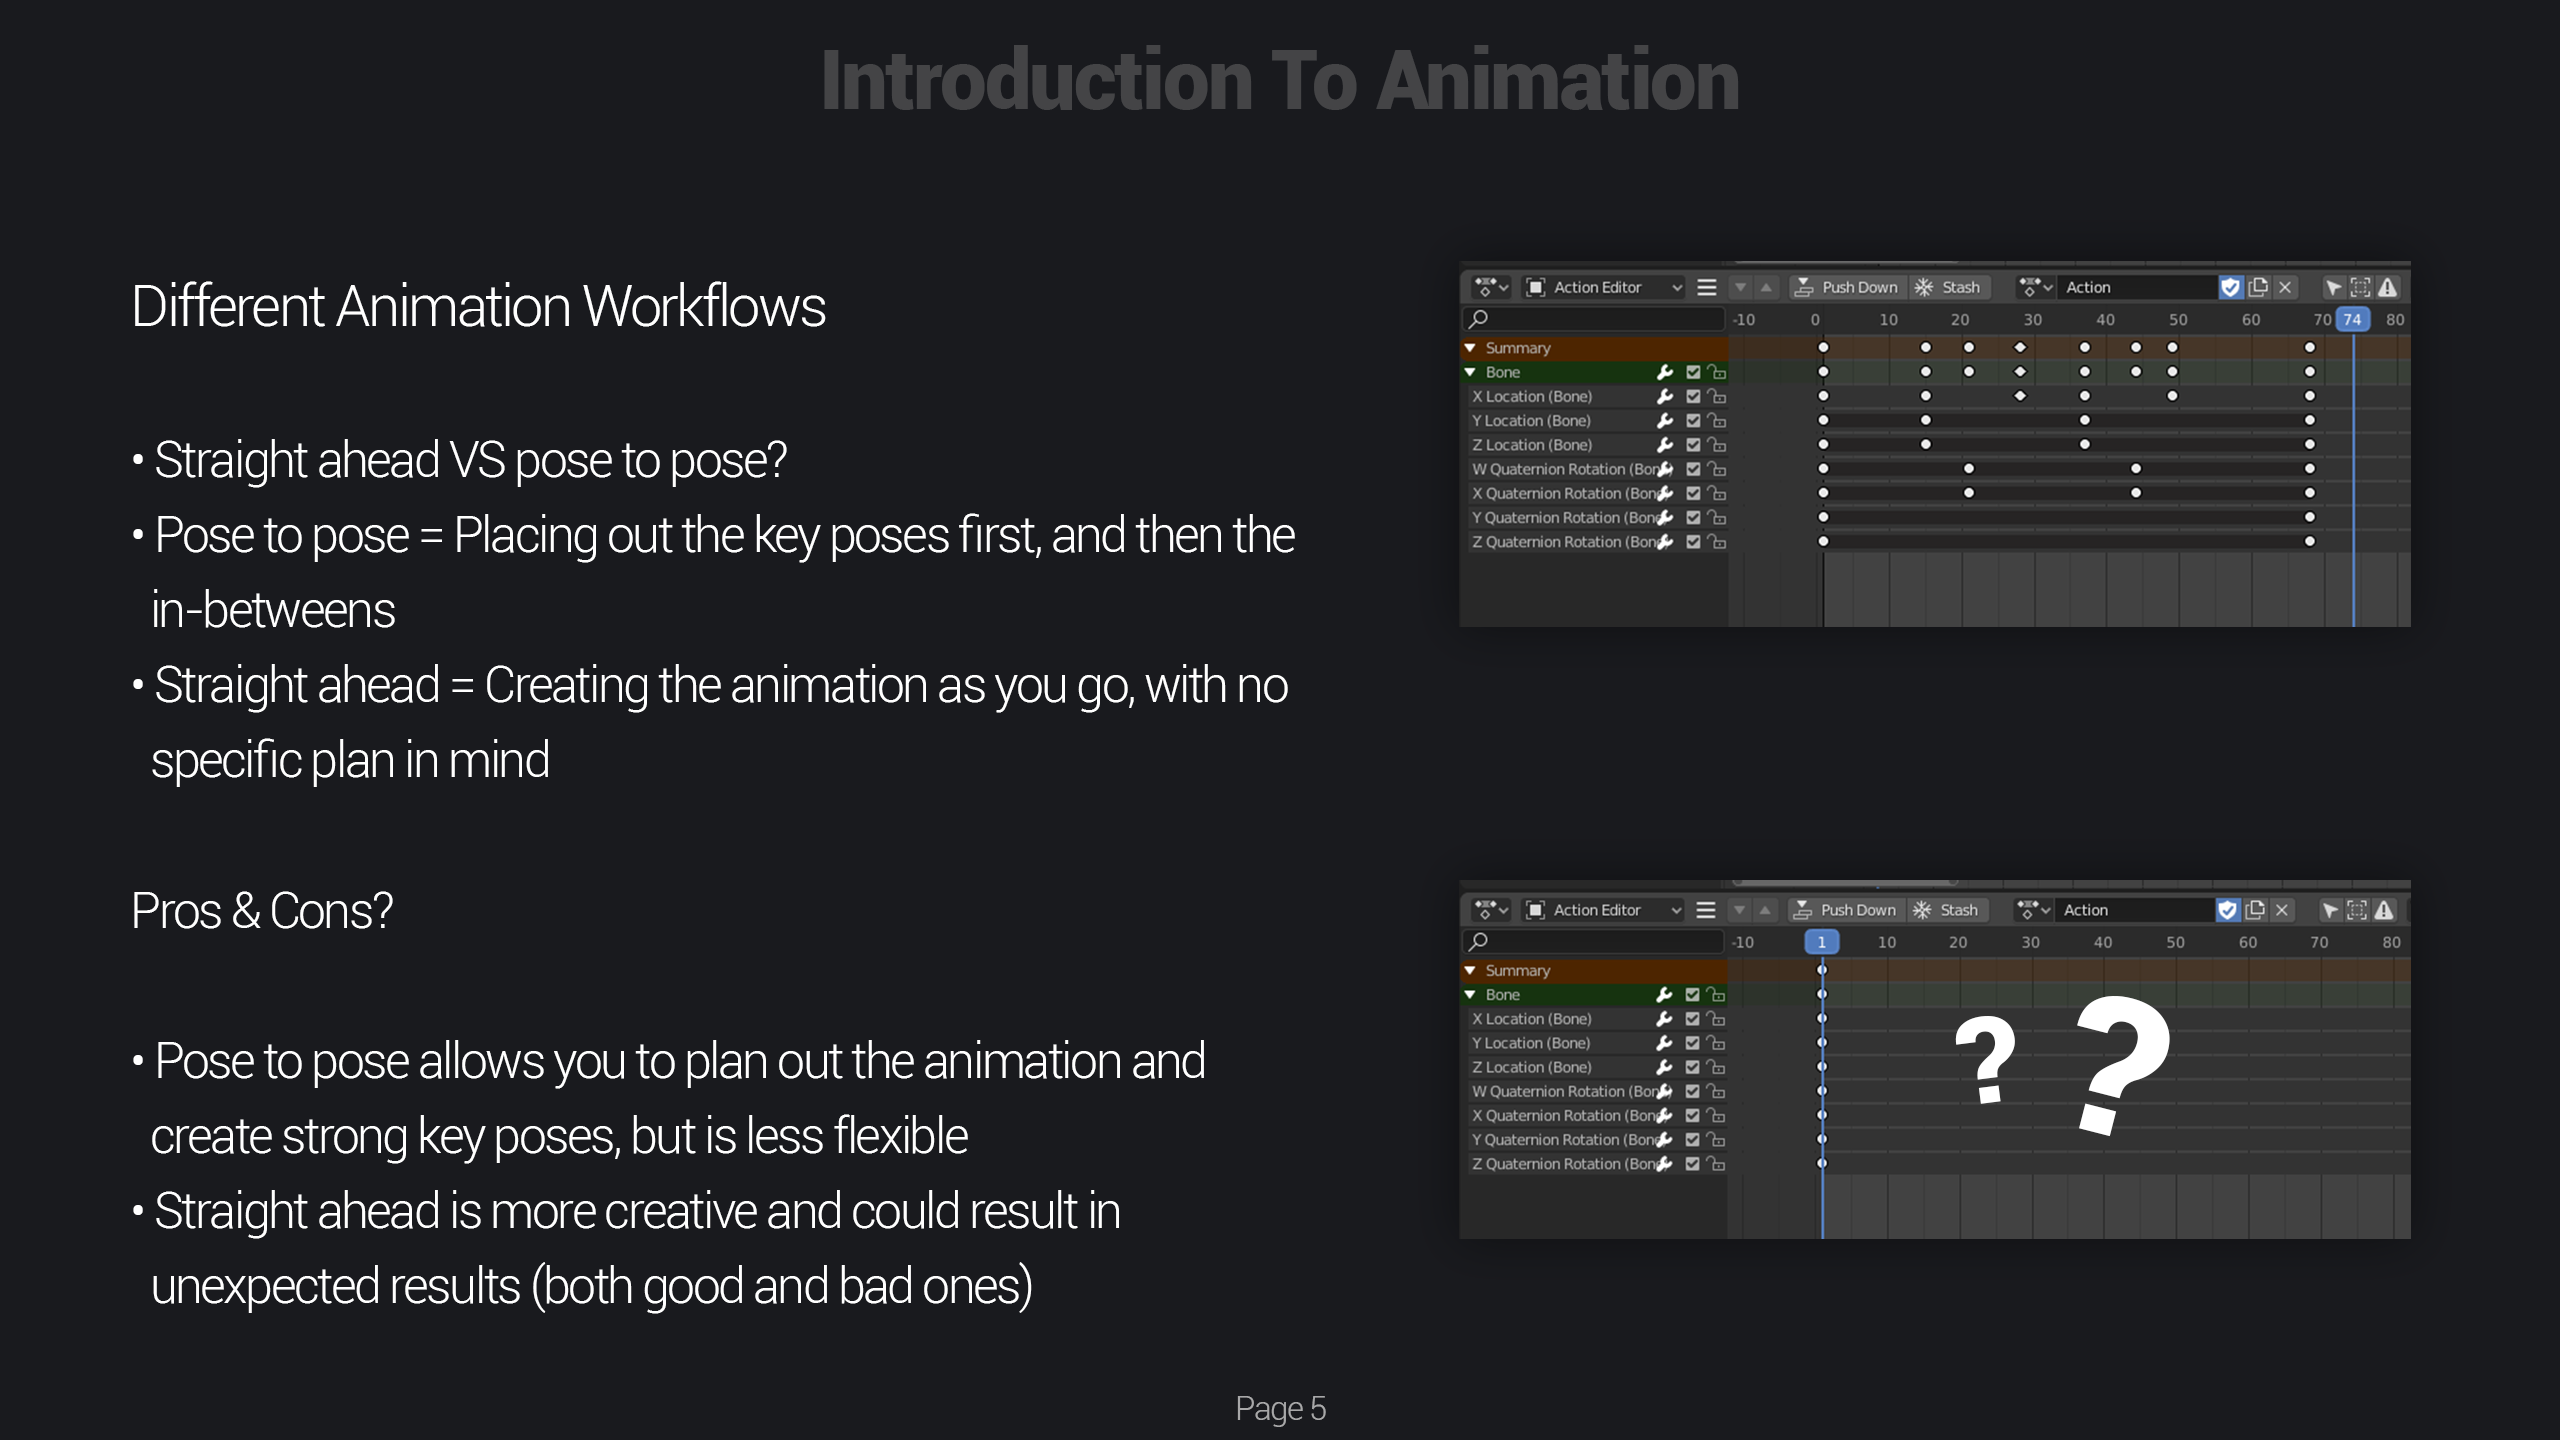 Introduction To Animation
Different Animation Workflows
• Straight ahead VS pose to pose?
• Pose to pose = Placing out the key poses first, and then the
in-betweens
• Straight ahead = Creating the animation as you go, with no
specific plan in mind
Pros & Cons?
• Pose to pose allows you to plan out the animation and
create strong key poses, but is less flexible
• Straight ahead is more creative and could result in
unexpected results (both good and bad ones)
Action Editor Push Down Stash Action
-10 0 10 20 30 40 50 60 70 74 80
Summary
Bone
X Location (Bone)
Y Location (Bone)
Z Location (Bone)
W Quaternion Rotation (Bon
X Quaternion Rotation (Bon
Y Quaternion Rotation (Bon
Z Quaternion Rotation (Bon
Action Editor Push Down Stash Action
-10 1 10 20 30 40 50 60 70 80
Summary
Bone
X Location (Bone)
Y Location (Bone)
Z Location (Bone)
W Quaternion Rotation (Bon
X Quaternion Rotation (Bon
Y Quaternion Rotation (Bon
Z Quaternion Rotation (Bon
? ?
Page 5